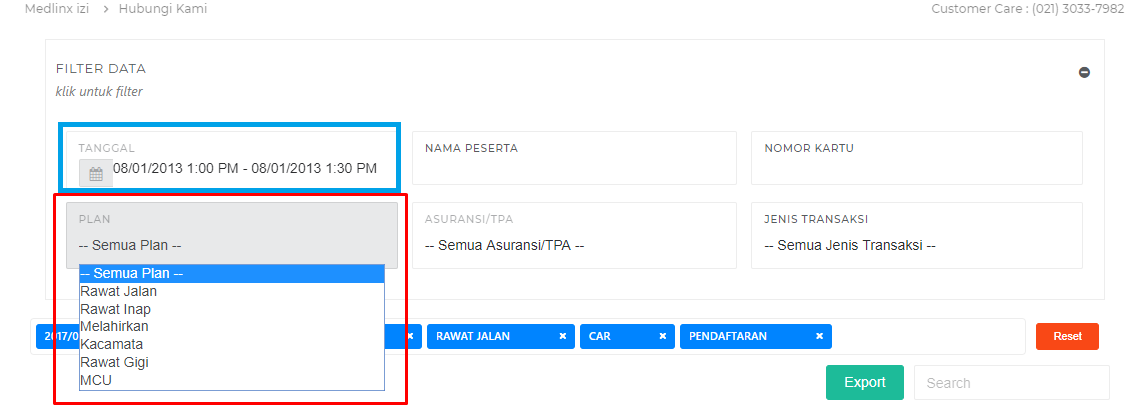 Medlinx izi > Hubungi Kami
Customer Care : (021) 3033-7982
FILTER DATA
klik untuk filter
TANGGAL
08/01/2013 1:00 PM - 08/01/2013 1:30 PM
NAMA PESERTA
NOMOR KARTU
PLAN
-- Semua Plan --
ASURANSI/TPA
-- Semua Asuransi/TPA --
JENIS TRANSAKSI
-- Semua Jenis Transaksi --
-- Semua Plan --
Rawat Jalan
Rawat Inap
Melahirkan
Kacamata
Rawat Gigi
MCU
RAWAT JALAN ×
CAR ×
PENDAFTARAN ×
Reset
Export
Search